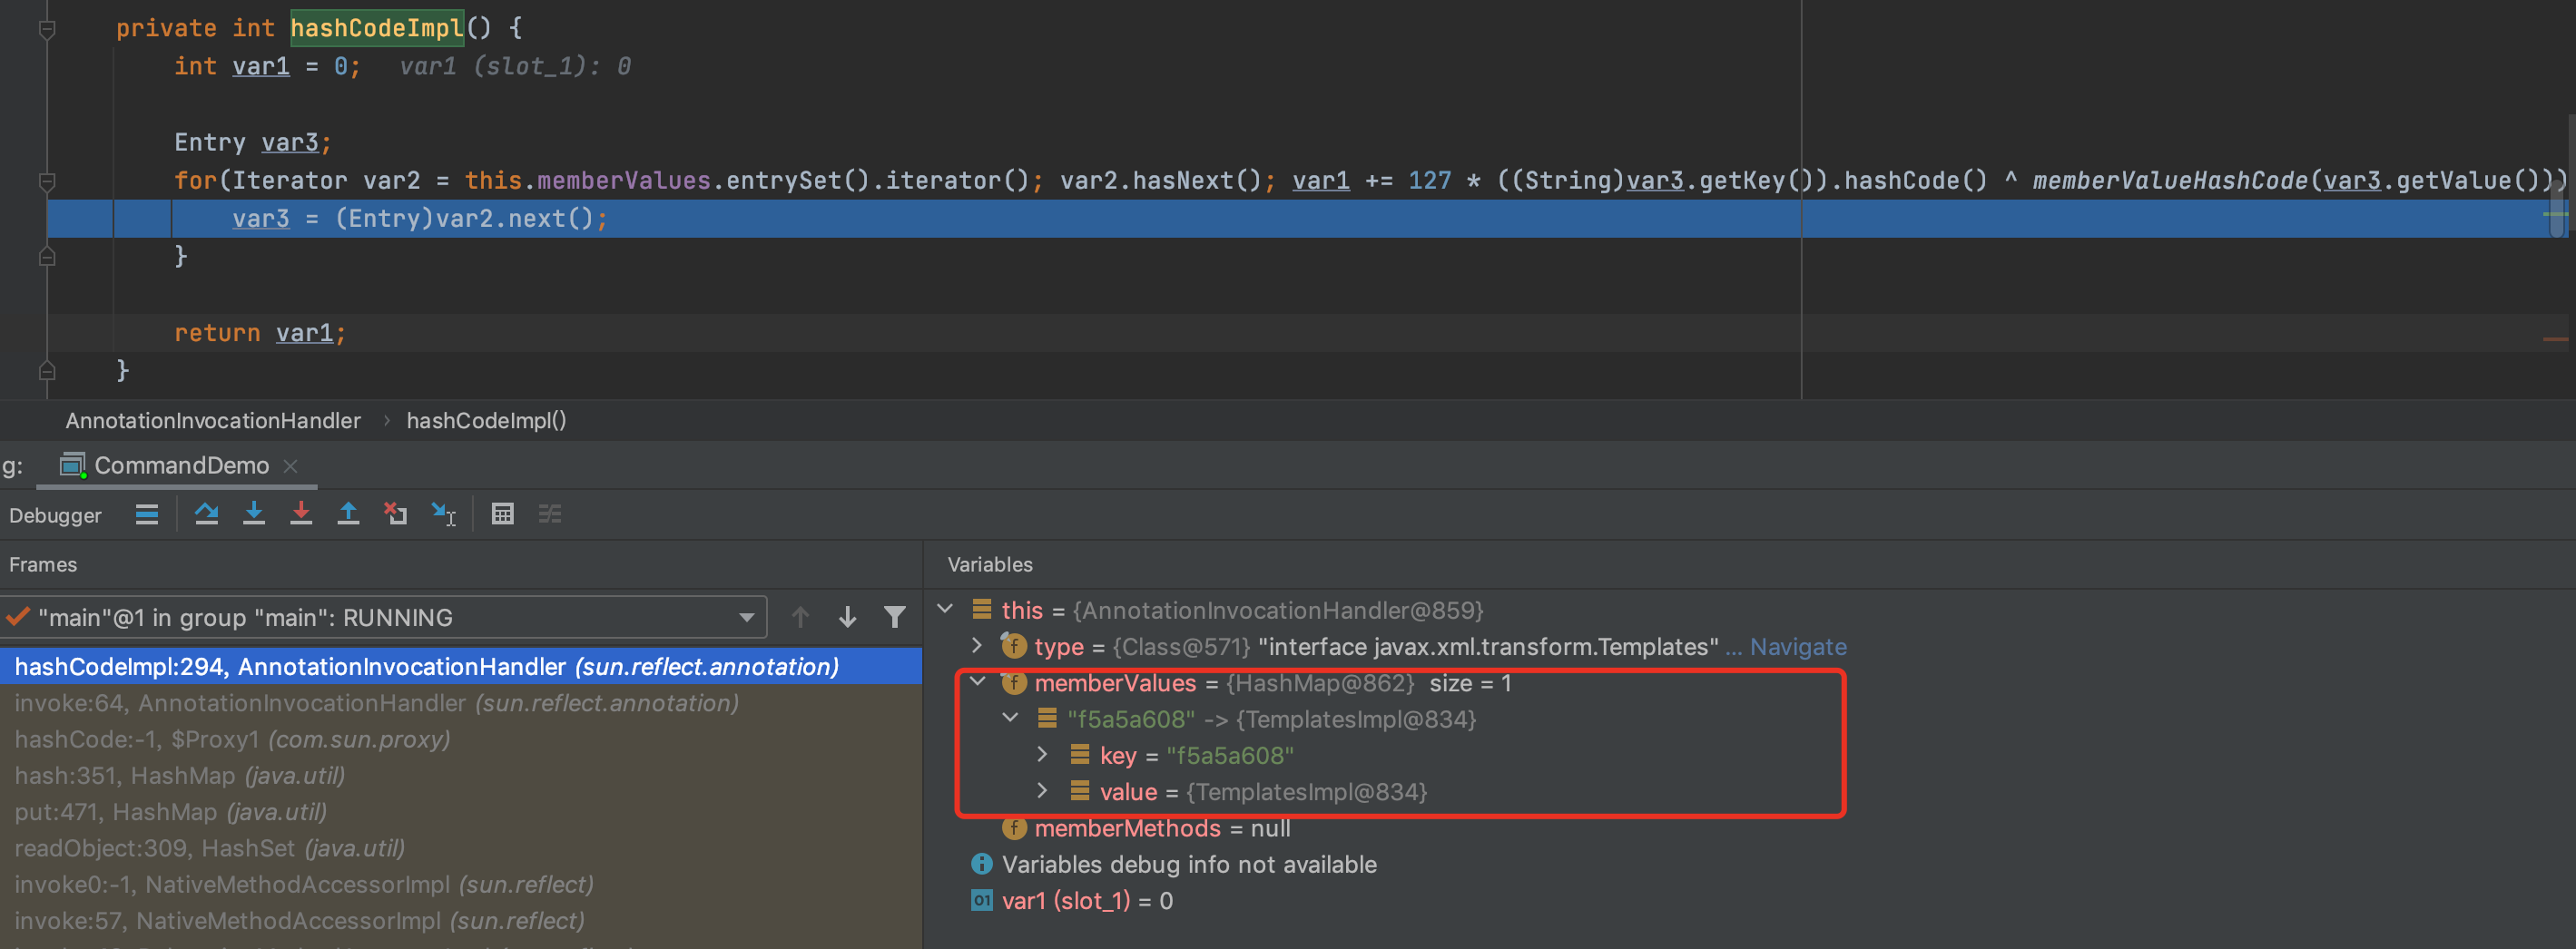 private int hashCodeImpl() {
int var1 = 0;   var1 (slot_1): 0
Entry var3;
for(Iterator var2 = this.memberValues.entrySet().iterator(); var2.hasNext(); var1 += 127 * ((String)var3.getKey()).hashCode() ^ memberValueHashCode(var3.getValue()))
var3 = (Entry)var2.next();
}
return var1;
}
AnnotationInvocationHandler › hashCodeImpl()
g: CommandDemo
Debugger
Frames
"main"@1 in group "main": RUNNING
hashCodeImpl:294, AnnotationInvocationHandler (sun.reflect.annotation)
invoke:64, AnnotationInvocationHandler (sun.reflect.annotation)
hashCode:-1, $Proxy1 (com.sun.proxy)
hash:351, HashMap (java.util)
put:471, HashMap (java.util)
readObject:309, HashSet (java.util)
invoke0:-1, NativeMethodAccessorImpl (sun.reflect)
invoke:57, NativeMethodAccessorImpl (sun.reflect)
Variables
this = {AnnotationInvocationHandler@859}
type = {Class@571} "interface javax.xml.transform.Templates" ... Navigate
memberValues = {HashMap@862} size = 1
"f5a5a608" -> {TemplatesImpl@834}
key = "f5a5a608"
value = {TemplatesImpl@834}
memberMethods = null
Variables debug info not available
01 var1 (slot_1) = 0